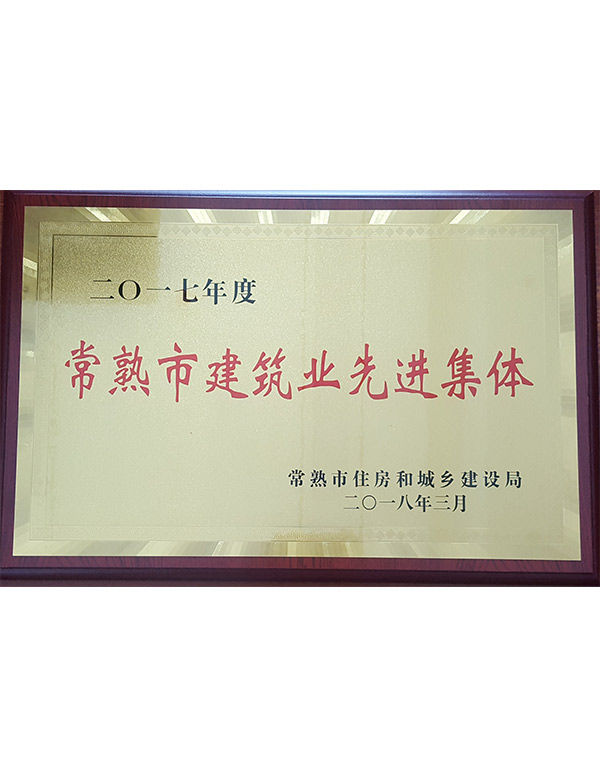 二〇一七年度
常熟市建筑业先进集体
常熟市住房和城乡建设局
二〇一八年三月